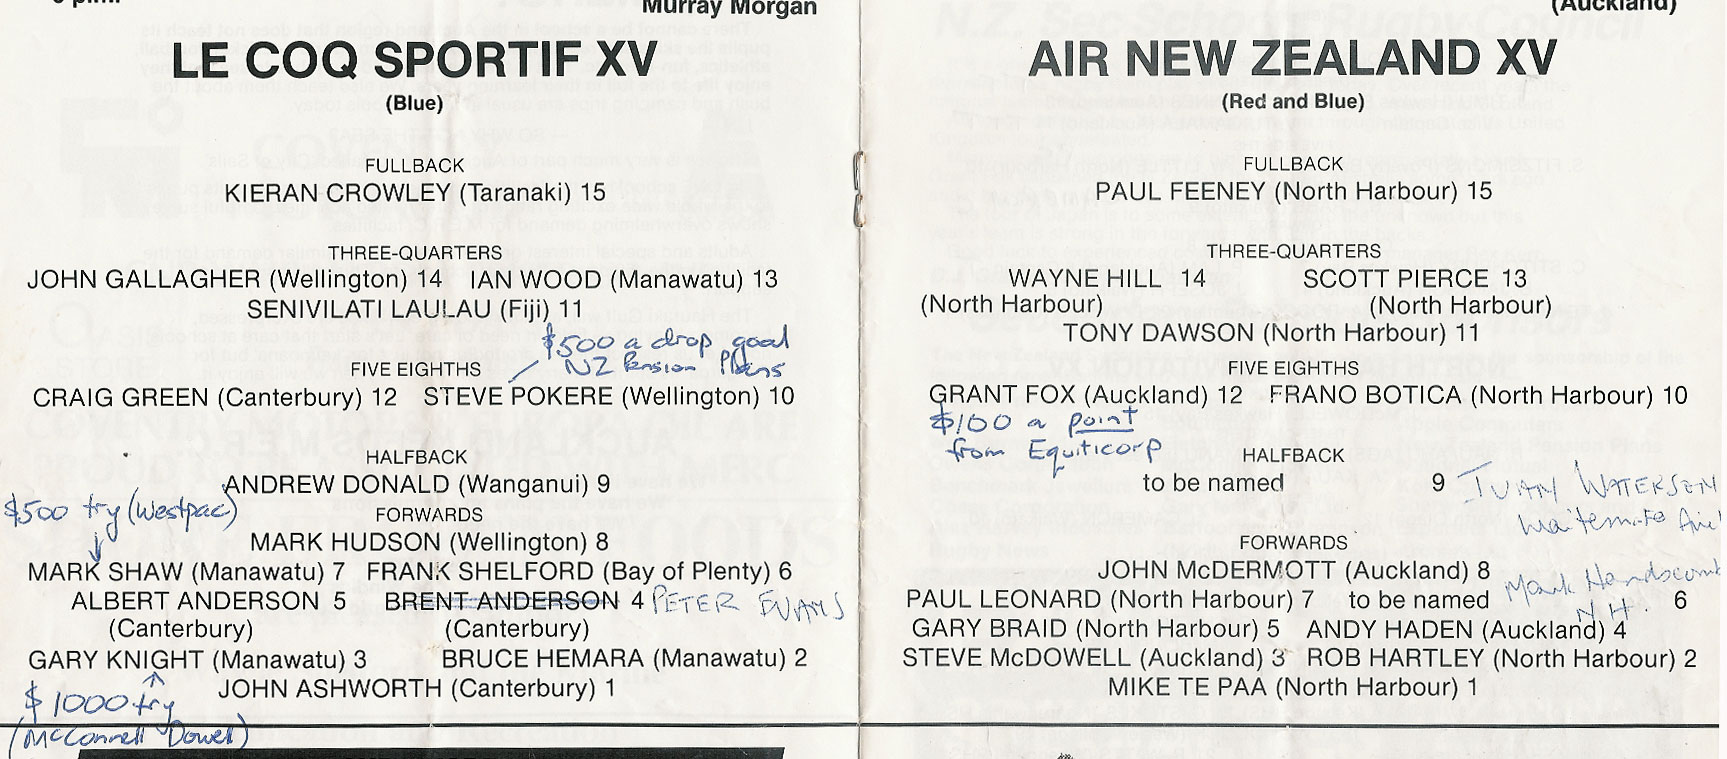 Murray Morgan
LE COQ SPORTIF XV
(Blue)
FULLBACK
KIERAN CROWLEY (Taranaki) 15
THREE-QUARTERS
JOHN GALLAGHER (Wellington) 14 IAN WOOD (Manawatu) 13
SENIVILATI LAULAU (Fiji) 11
$500 a drop goal
NZ Pension Plans
FIVE EIGHTHS
CRAIG GREEN (Canterbury) 12 STEVE POKERE (Wellington) 10
HALFBACK
ANDREW DONALD (Wanganui) 9
$500 try (Westpac)
FORWARDS
MARK HUDSON (Wellington) 8
MARK SHAW (Manawatu) 7 FRANK SHELFORD (Bay of Plenty) 6
ALBERT ANDERSON 5 BRENT ANDERSON 4 PETER EVANS
(Canterbury) (Canterbury)
GARY KNIGHT (Manawatu) 3 BRUCE HEMARA (Manawatu) 2
JOHN ASHWORTH (Canterbury) 1
$1000 try
(McConnell Dowell)
(Auckland)
AIR NEW ZEALAND XV
(Red and Blue)
FULLBACK
PAUL FEENEY (North Harbour) 15
THREE-QUARTERS
WAYNE HILL 14 SCOTT PIERCE 13
(North Harbour) (North Harbour)
TONY DAWSON (North Harbour) 11
FIVE EIGHTHS
GRANT FOX (Auckland) 12 FRANO BOTICA (North Harbour) 10
$100 a point
from Equiticorp
HALFBACK
to be named 9 IVAN WATERSON
FORWARDS
JOHN McDERMOTT (Auckland) 8
PAUL LEONARD (North Harbour) 7 to be named Mark Handscomb 6
N.H.
GARY BRAID (North Harbour) 5 ANDY HADEN (Auckland) 4
STEVE McDOWELL (Auckland) 3 ROB HARTLEY (North Harbour) 2
MIKE TE PAA (North Harbour) 1